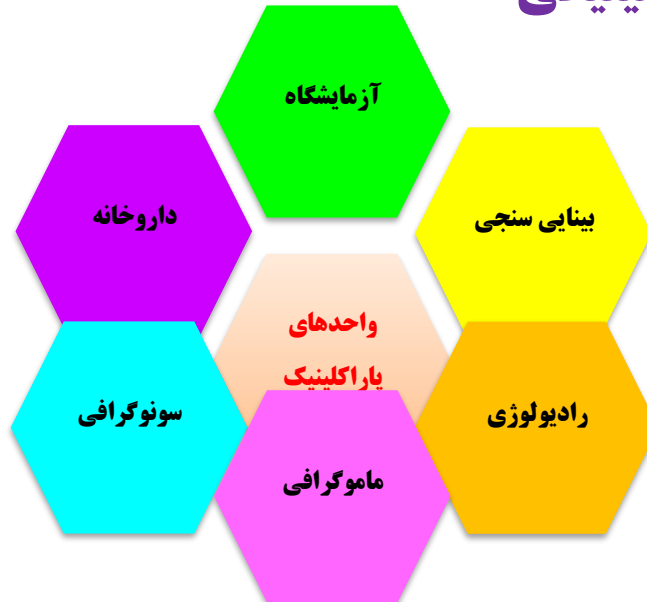 آزمایشگاه
بینایی سنجی
داروخانه
واحدهای
پاراکلینیک
رادیولوژی
سونوگرافی
ماموگرافی